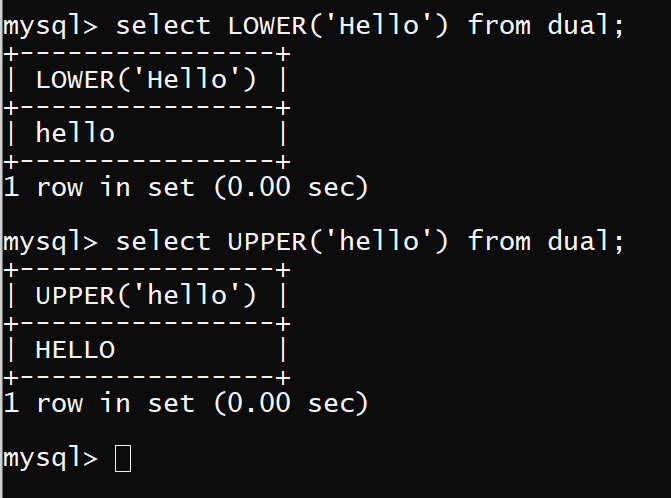 mysql> select LOWER('Hello') from dual;
+----------------+
| LOWER('Hello') |
+----------------+
| hello          |
+----------------+
1 row in set (0.00 sec)

mysql> select UPPER('hello') from dual;
+----------------+
| UPPER('hello') |
+----------------+
| HELLO          |
+----------------+
1 row in set (0.00 sec)

mysql>